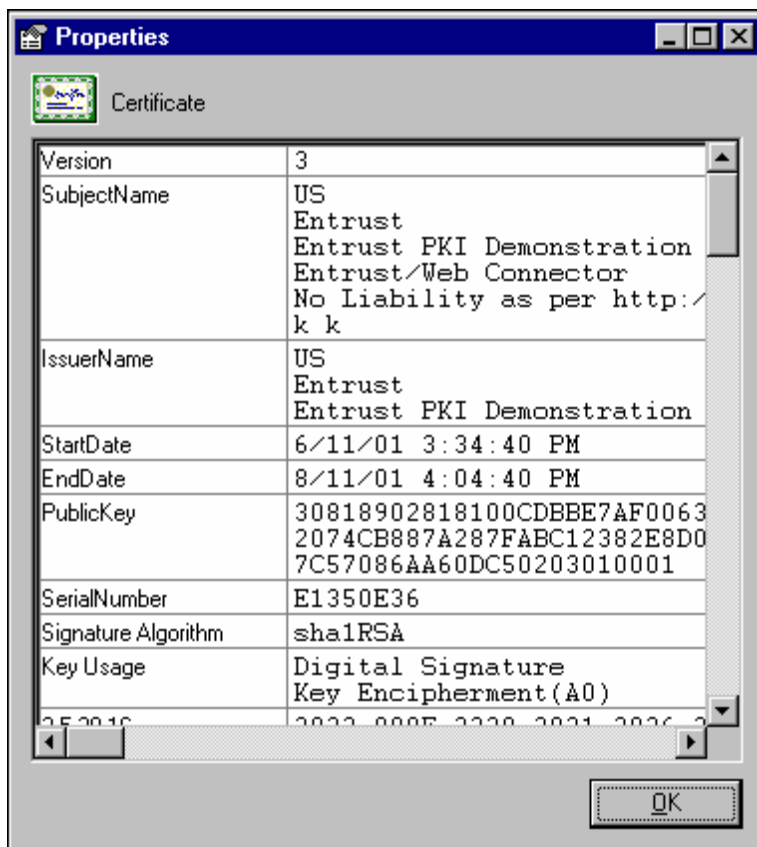 Properties
Certificate
Version 3
SubjectName US
Entrust
Entrust PKI Demonstration
Entrust/Web Connector
No Liability as per http:/
k k
IssuerName US
Entrust
Entrust PKI Demonstration
StartDate 6/11/01 3:34:40 PM
EndDate 8/11/01 4:04:40 PM
PublicKey 30818902818100CDBBE7AF0063
2074CB887A287FABC12382E8D0
7C57086AA60DC50203010001
SerialNumber E1350E36
Signature Algorithm sha1RSA
Key Usage Digital Signature
Key Encipherment(A0)
OK